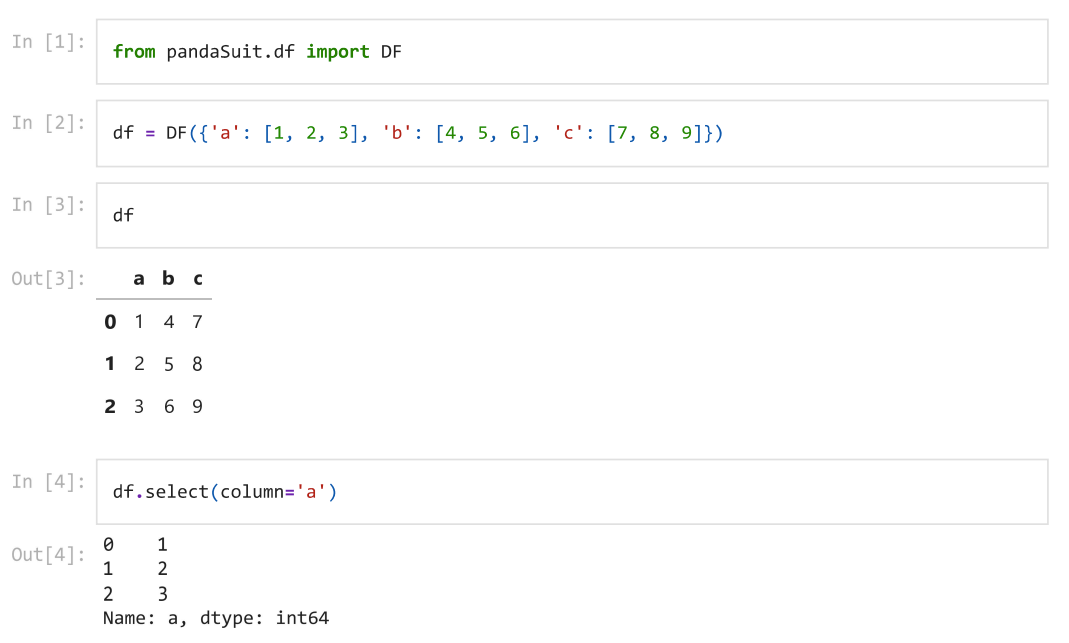 In [1]: from pandaSuit.df import DF
In [2]: df = DF({'a': [1, 2, 3], 'b': [4, 5, 6], 'c': [7, 8, 9]})
In [3]: df
Out[3]: a b c
0 1 4 7
1 2 5 8
2 3 6 9
In [4]: df.select(column='a')
Out[4]: 0    1
1    2
2    3
Name: a, dtype: int64